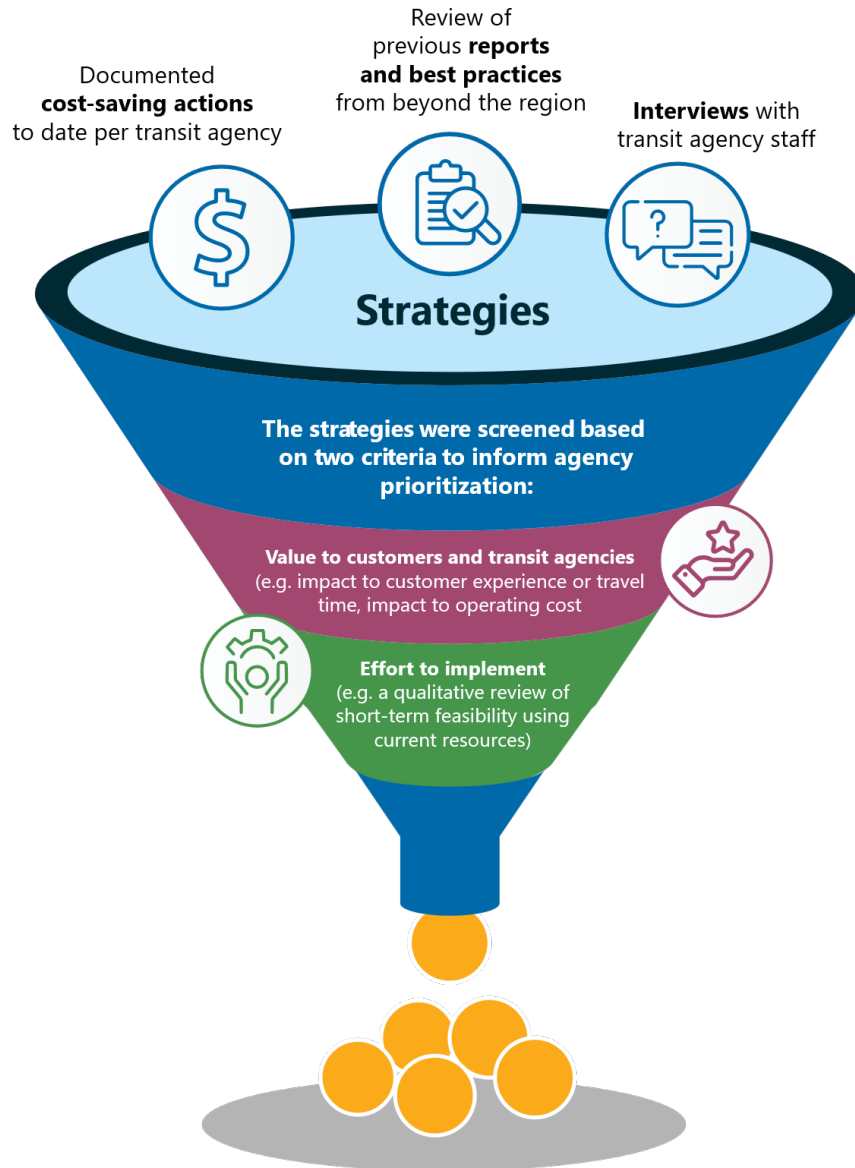 Documented
cost-saving actions
to date per transit agency
Review of
previous reports
and best practices
from beyond the region
Interviews with
transit agency staff
$
?
Strategies
The strategies were screened based
on two criteria to inform agency
prioritization:
Value to customers and transit agencies
(e.g. impact to customer experience or travel
time, impact to operating cost
Effort to implement
(e.g. a qualitative review of
short-term feasibility using
current resources)